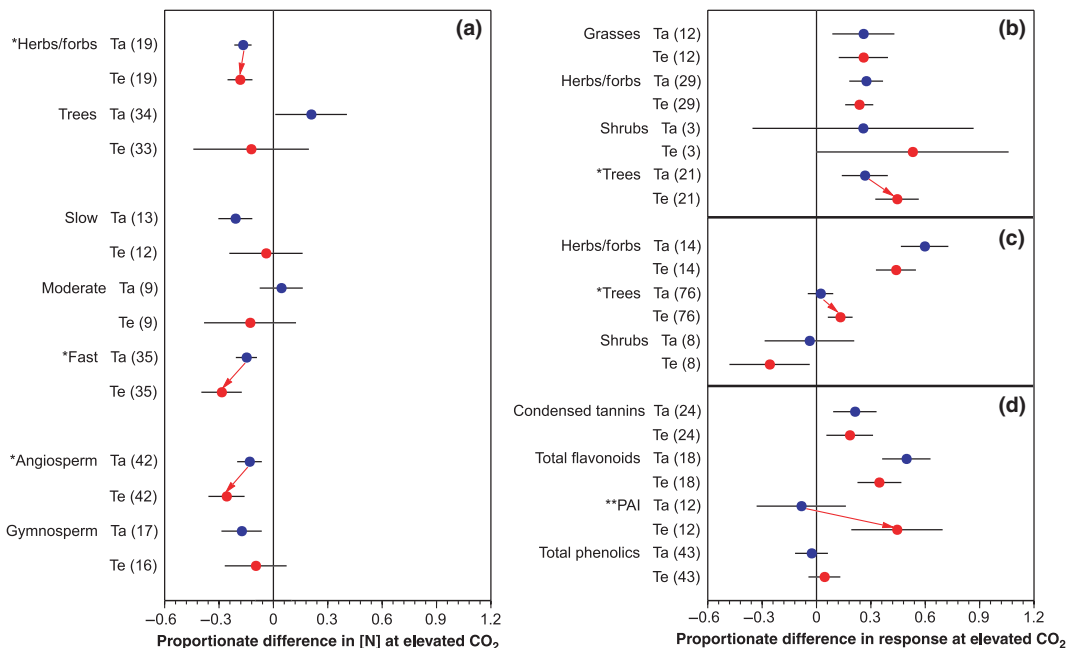 (a)
*Herbs/forbs Ta (19)
Te (19)
Trees Ta (34)
Te (33)
Slow Ta (13)
Te (12)
Moderate Ta (9)
Te (9)
*Fast Ta (35)
Te (35)
*Angiosperm Ta (42)
Te (42)
Gymnosperm Ta (17)
Te (16)
–0.6 –0.3 0 0.3 0.6 0.9 1.2
Proportionate difference in [N] at elevated CO₂
(b)
Grasses Ta (12)
Te (12)
Herbs/forbs Ta (29)
Te (29)
Shrubs Ta (3)
Te (3)
*Trees Ta (21)
Te (21)
(c)
Herbs/forbs Ta (14)
Te (14)
*Trees Ta (76)
Te (76)
Shrubs Ta (8)
Te (8)
(d)
Condensed tannins Ta (24)
Te (24)
Total flavonoids Ta (18)
Te (18)
**PAI Ta (12)
Te (12)
Total phenolics Ta (43)
Te (43)
–0.6 –0.3 0 0.3 0.6 0.9 1.2
Proportionate difference in response at elevated CO₂